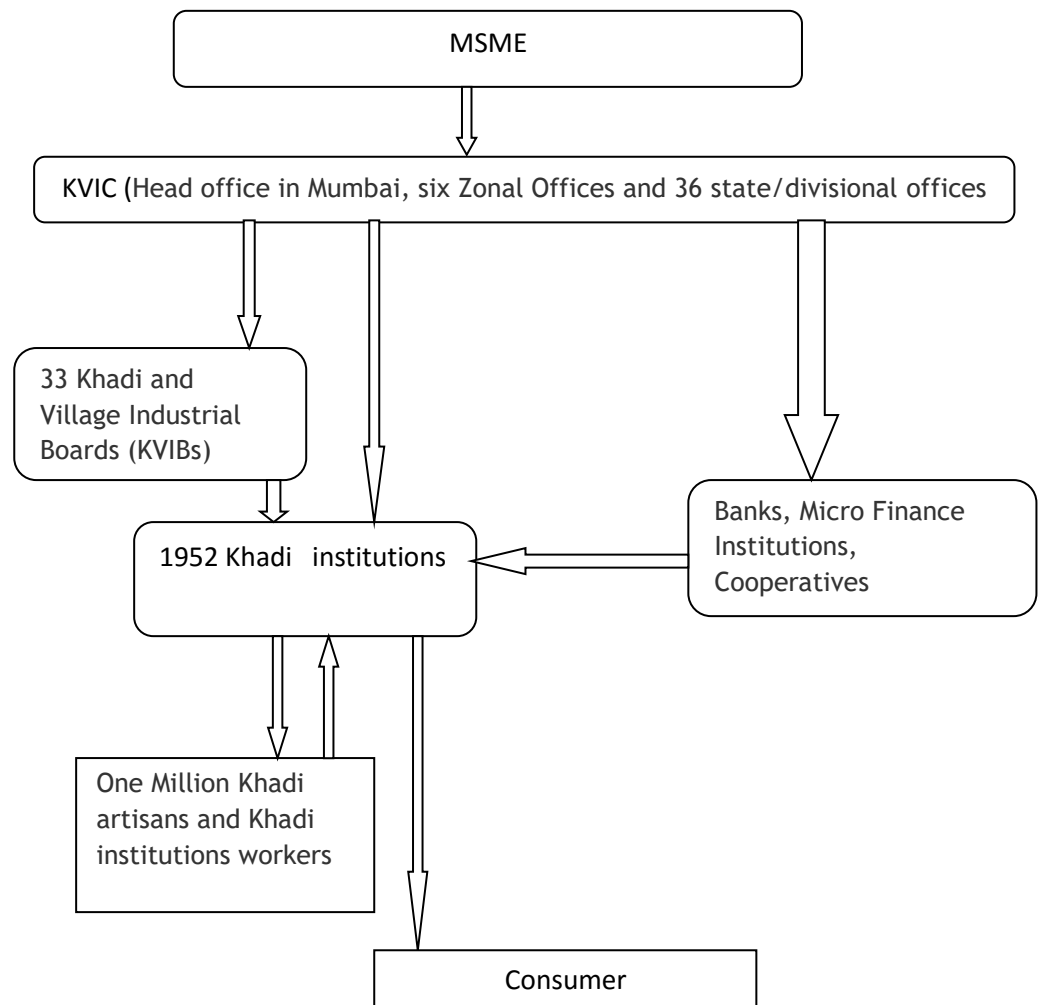 MSME
KVIC (Head office in Mumbai, six Zonal Offices and 36 state/divisional offices
33 Khadi and
Village Industrial
Boards (KVIBs)
1952 Khadi institutions
Banks, Micro Finance
Institutions,
Cooperatives
One Million Khadi
artisans and Khadi
institutions workers
Consumer